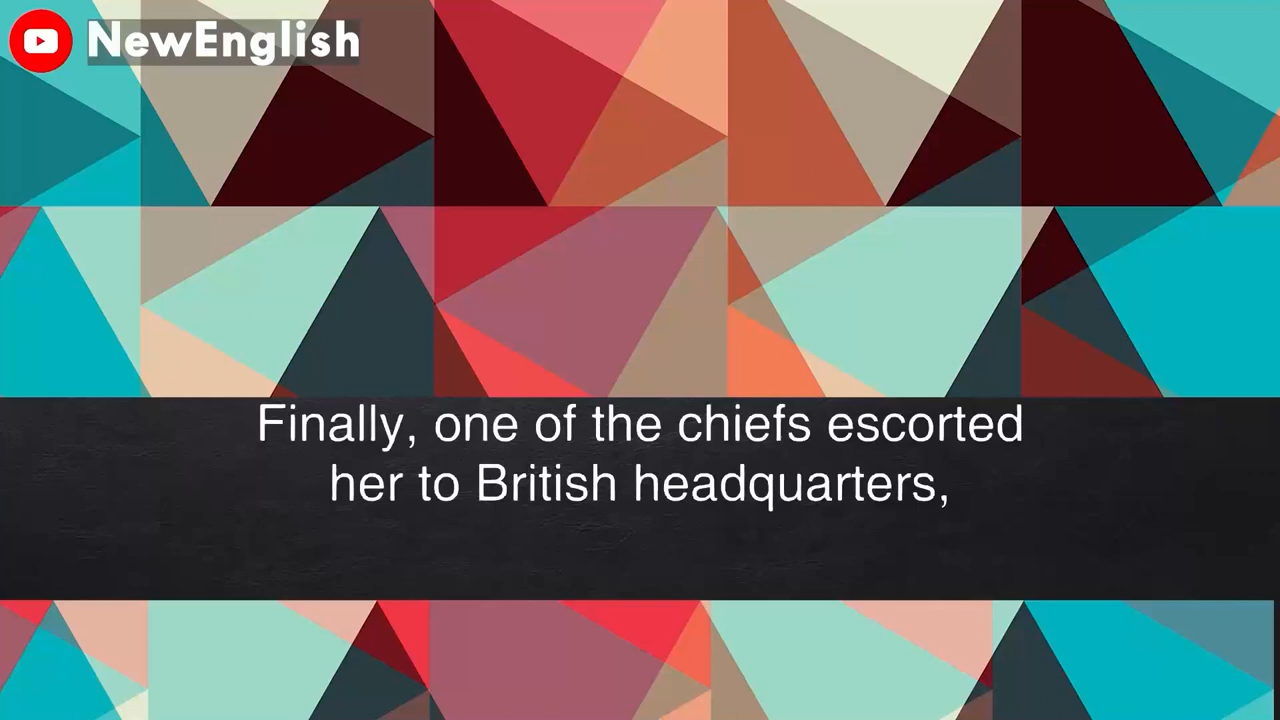 NewEnglish
Finally, one of the chiefs escorted
her to British headquarters,